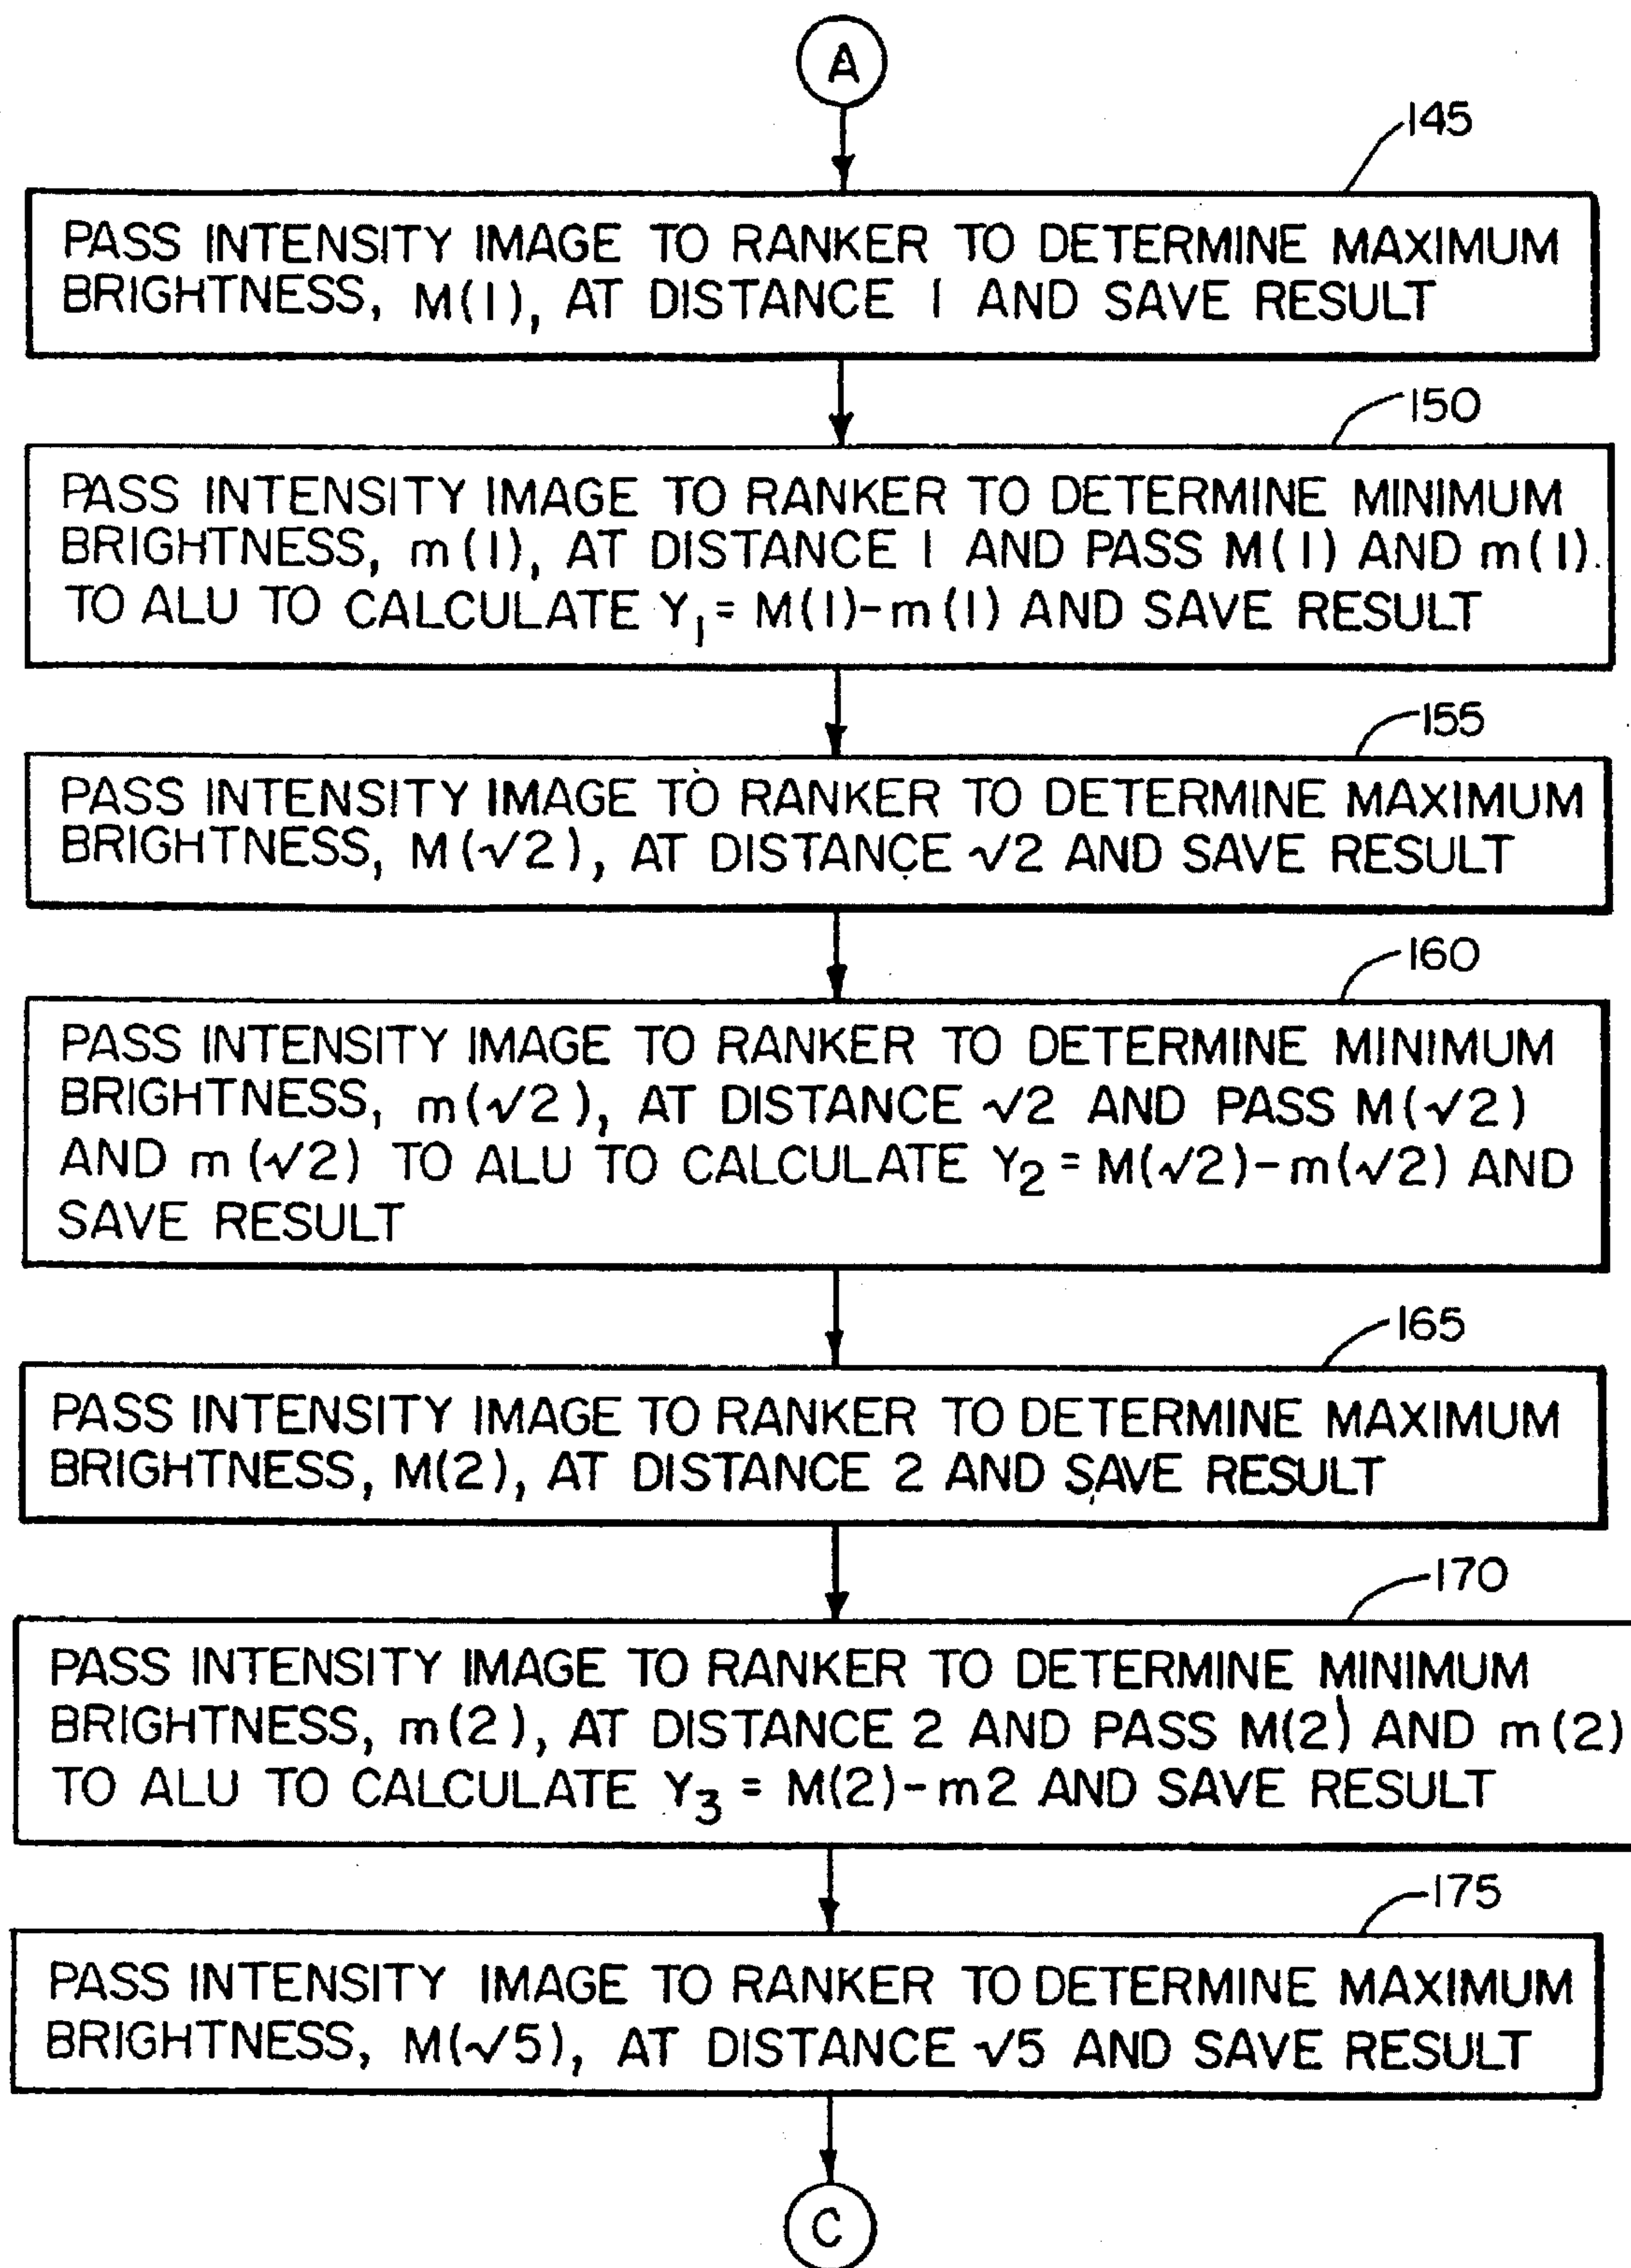 A
145
PASS INTENSITY IMAGE TO RANKER TO DETERMINE MAXIMUM
BRIGHTNESS, M(1), AT DISTANCE 1 AND SAVE RESULT
150
PASS INTENSITY IMAGE TO RANKER TO DETERMINE MINIMUM
BRIGHTNESS, m(1), AT DISTANCE 1 AND PASS M(1) AND m(1).
TO ALU TO CALCULATE Y₁ = M(1)-m(1) AND SAVE RESULT
155
PASS INTENSITY IMAGE TO RANKER TO DETERMINE MAXIMUM
BRIGHTNESS, M(√2), AT DISTANCE √2 AND SAVE RESULT
160
PASS INTENSITY IMAGE TO RANKER TO DETERMINE MINIMUM
BRIGHTNESS, m(√2), AT DISTANCE √2 AND PASS M(√2)
AND m(√2) TO ALU TO CALCULATE Y₂ = M(√2)-m(√2) AND
SAVE RESULT
165
PASS INTENSITY IMAGE TO RANKER TO DETERMINE MAXIMUM
BRIGHTNESS, M(2), AT DISTANCE 2 AND SAVE RESULT
170
PASS INTENSITY IMAGE TO RANKER TO DETERMINE MINIMUM
BRIGHTNESS, m(2), AT DISTANCE 2 AND PASS M(2) AND m(2)
TO ALU TO CALCULATE Y₃ = M(2)-m2 AND SAVE RESULT
175
PASS INTENSITY IMAGE TO RANKER TO DETERMINE MAXIMUM
BRIGHTNESS, M(√5), AT DISTANCE √5 AND SAVE RESULT
C